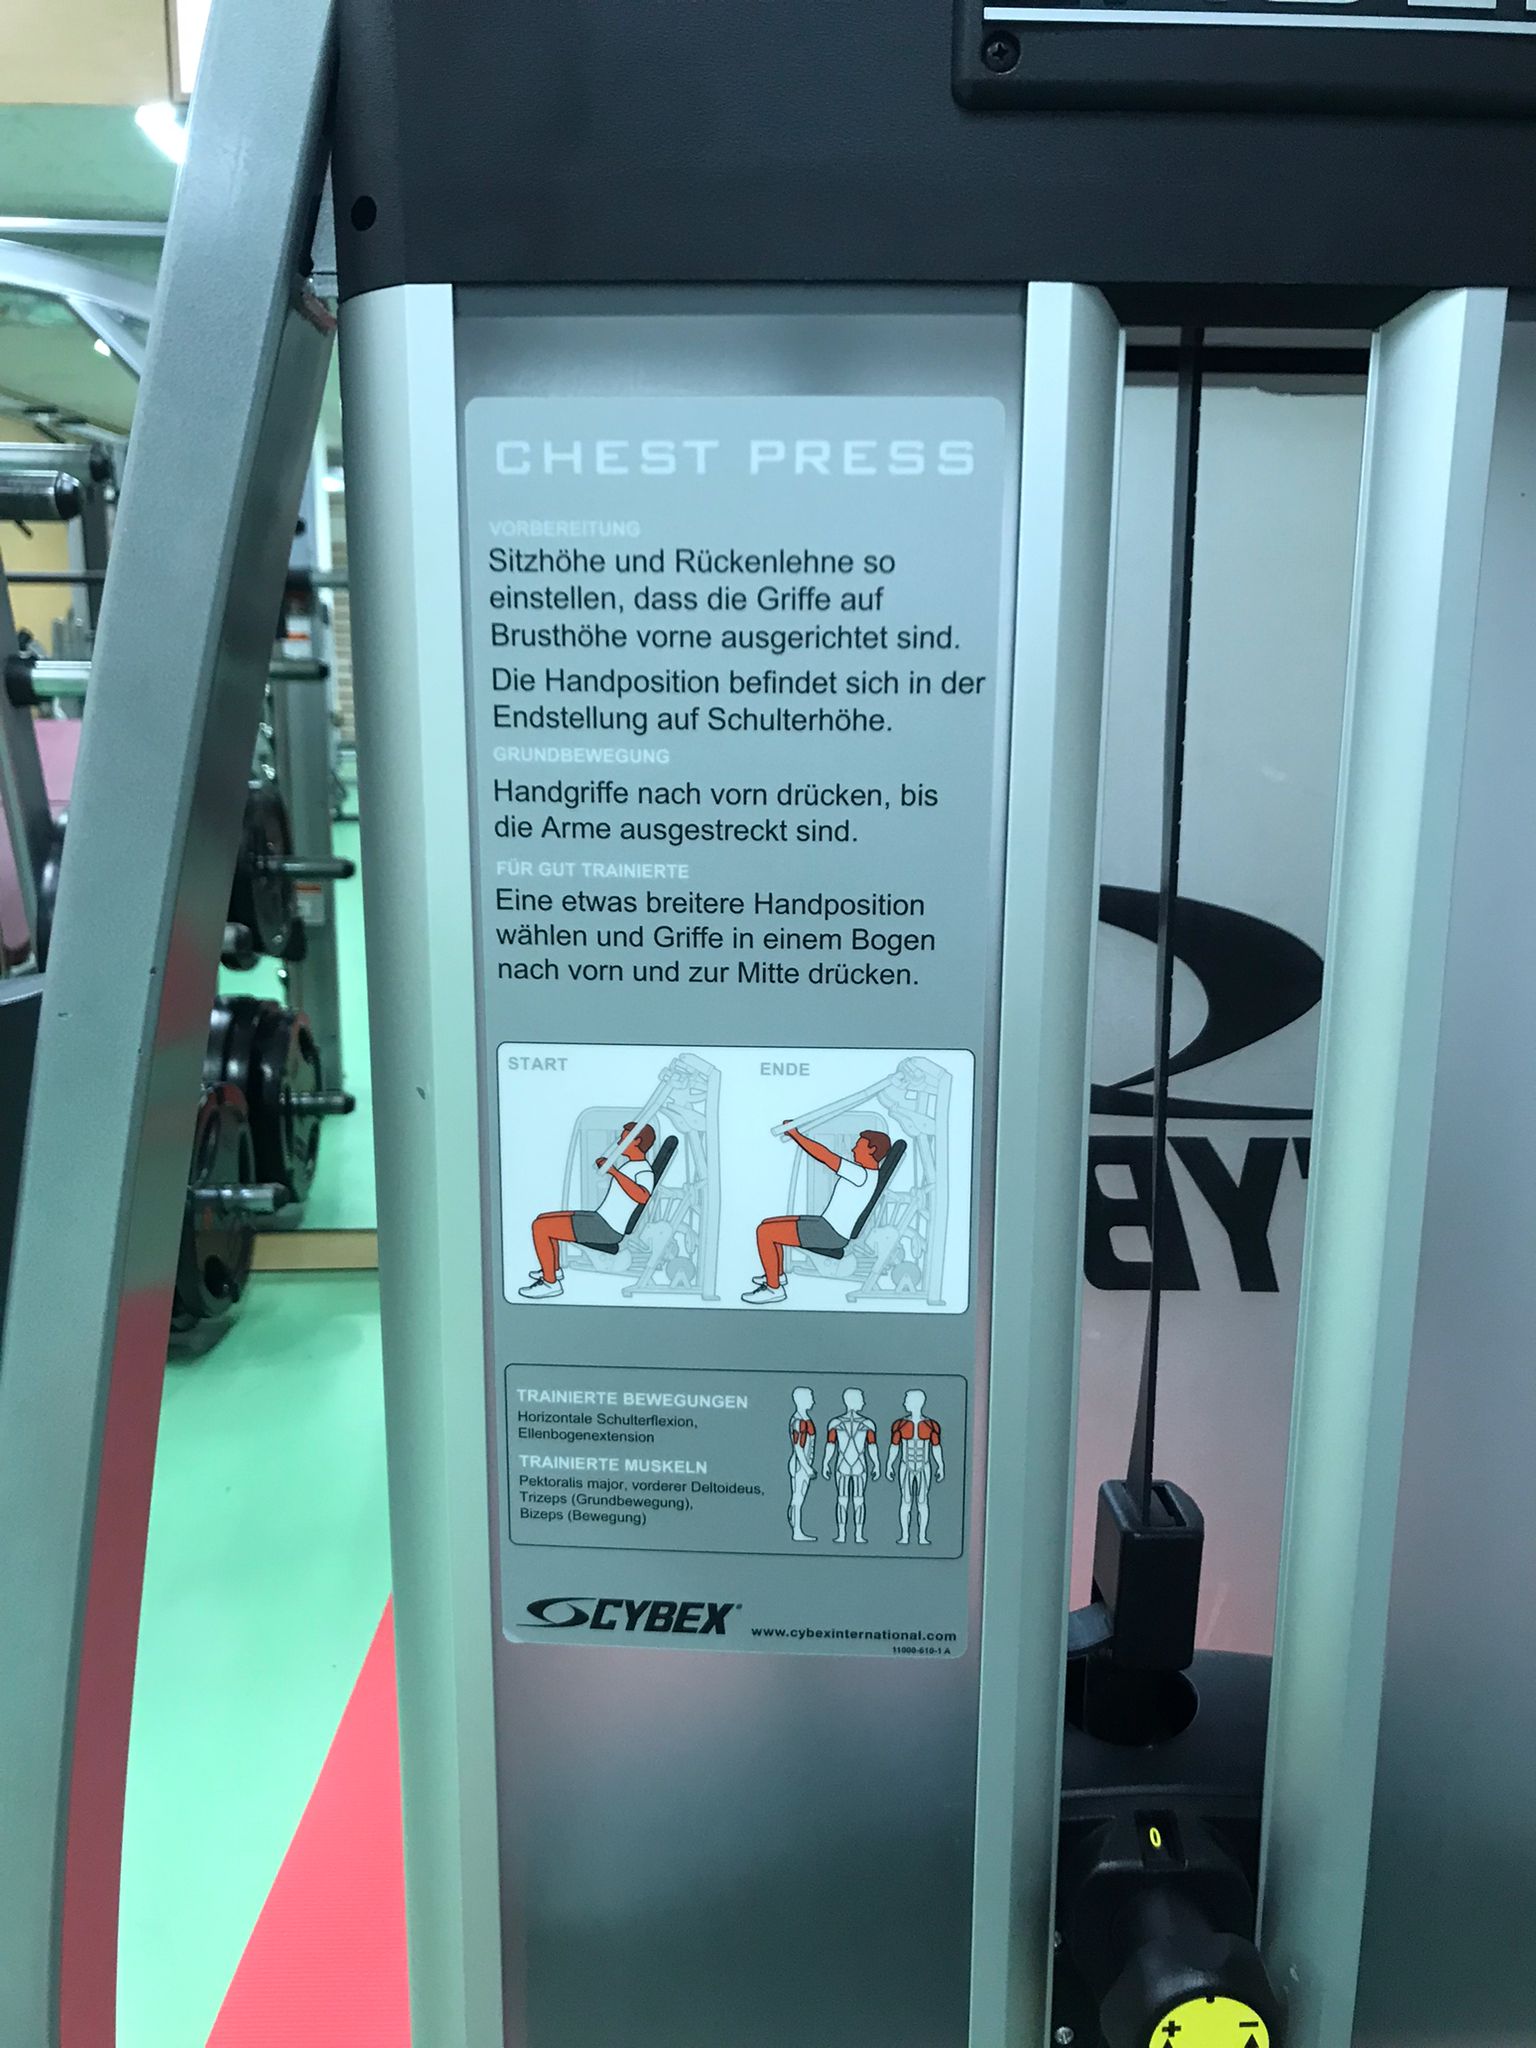 CHEST PRESS
VORBEREITUNG
Sitzhöhe und Rückenlehne so
einstellen, dass die Griffe auf
Brusthöhe vorne ausgerichtet sind.
Die Handposition befindet sich in der
Endstellung auf Schulterhöhe.
GRUNDBEWEGUNG
Handgriffe nach vorn drücken, bis
die Arme ausgestreckt sind.
FÜR GUT TRAINIERTE
Eine etwas breitere Handposition
wählen und Griffe in einem Bogen
nach vorn und zur Mitte drücken.
START ENDE
TRAINIERTE BEWEGUNGEN
Horizontale Schulterflexion,
Ellenbogenextension
TRAINIERTE MUSKELN
Pektoralis major, vorderer Deltoideus,
Trizeps (Grundbewegung),
Bizeps (Bewegung)
CYBEX® www.cybexinternational.com
11000-610-1 A
0
+ −